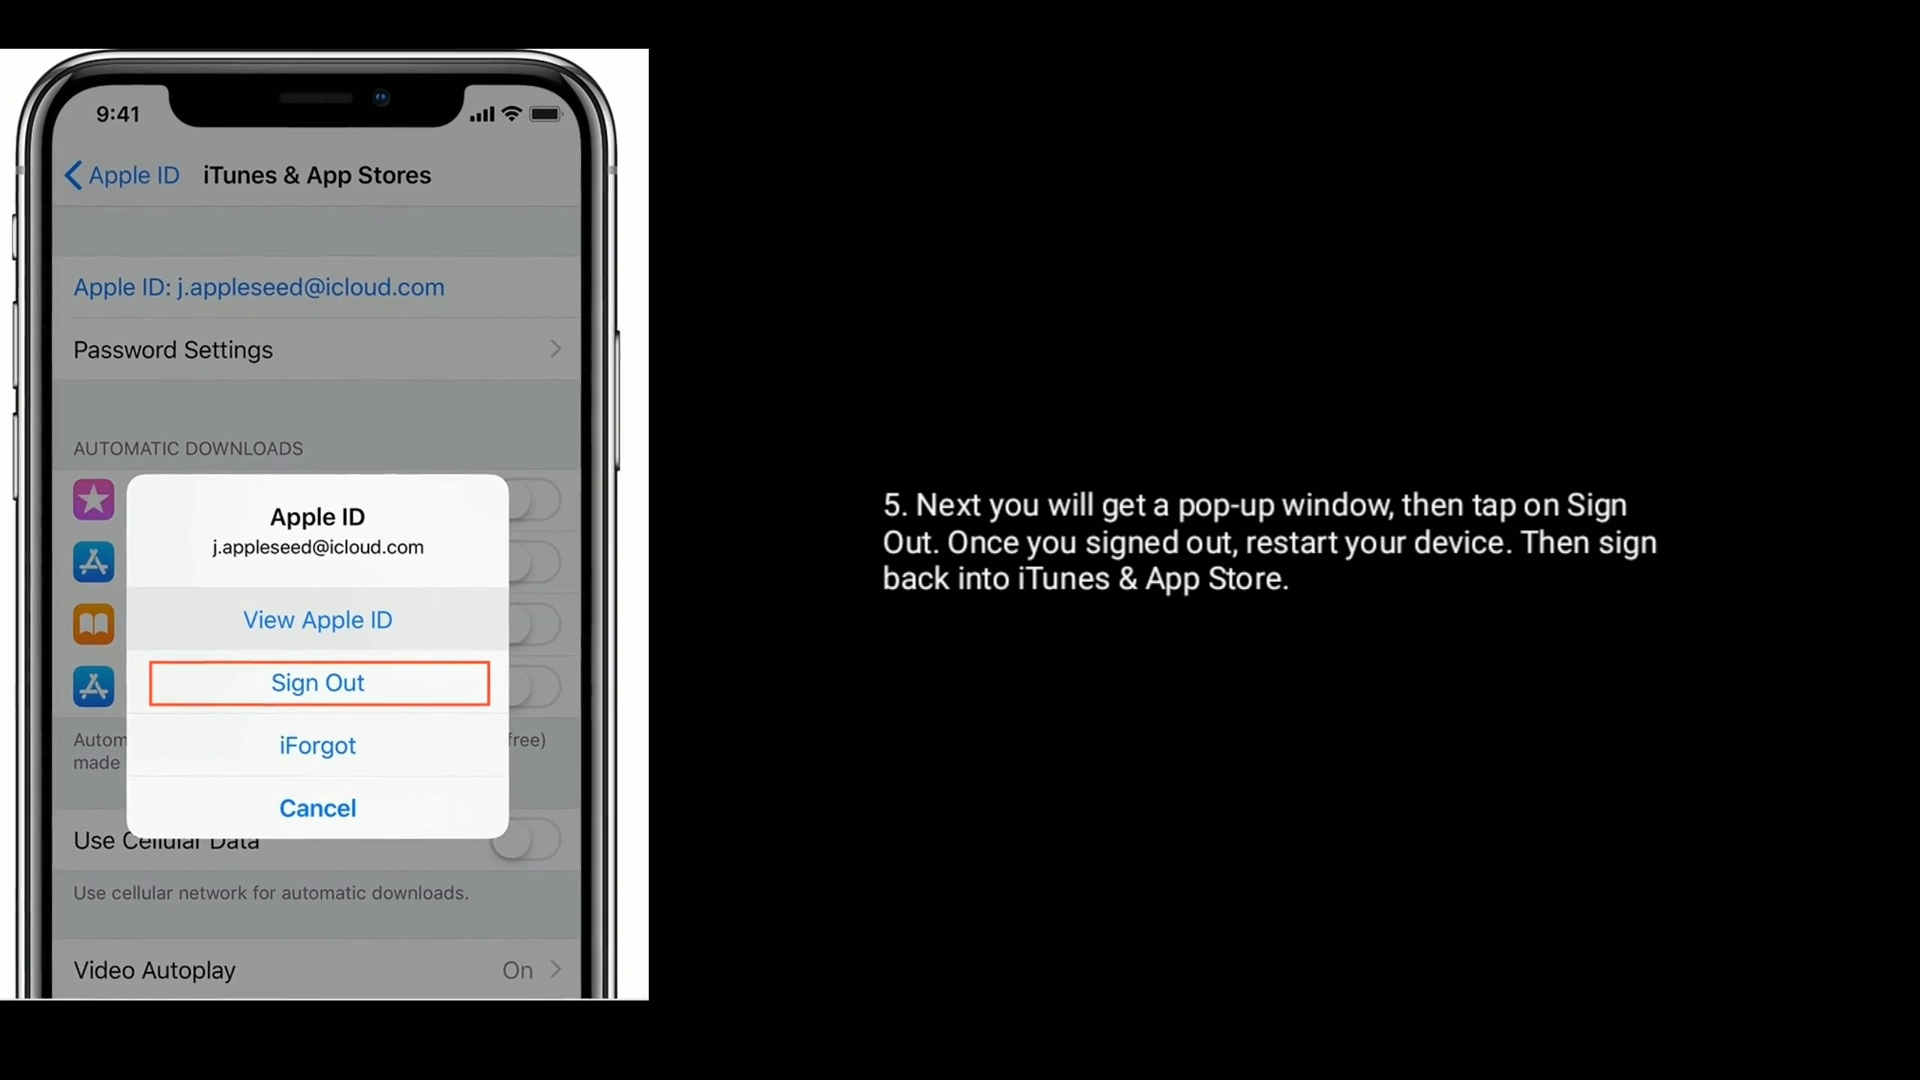 9:41
Apple ID
iTunes & App Stores
Apple ID: j.appleseed@icloud.com
Password Settings
AUTOMATIC DOWNLOADS
Apple ID
j.appleseed@icloud.com
View Apple ID
Sign Out
iForgot
Cancel
free)
made
Use Cellular Data
Use cellular network for automatic downloads.
Video Autoplay
On
5. Next you will get a pop-up window, then tap on Sign
Out. Once you signed out, restart your device. Then sign
back into iTunes & App Store.